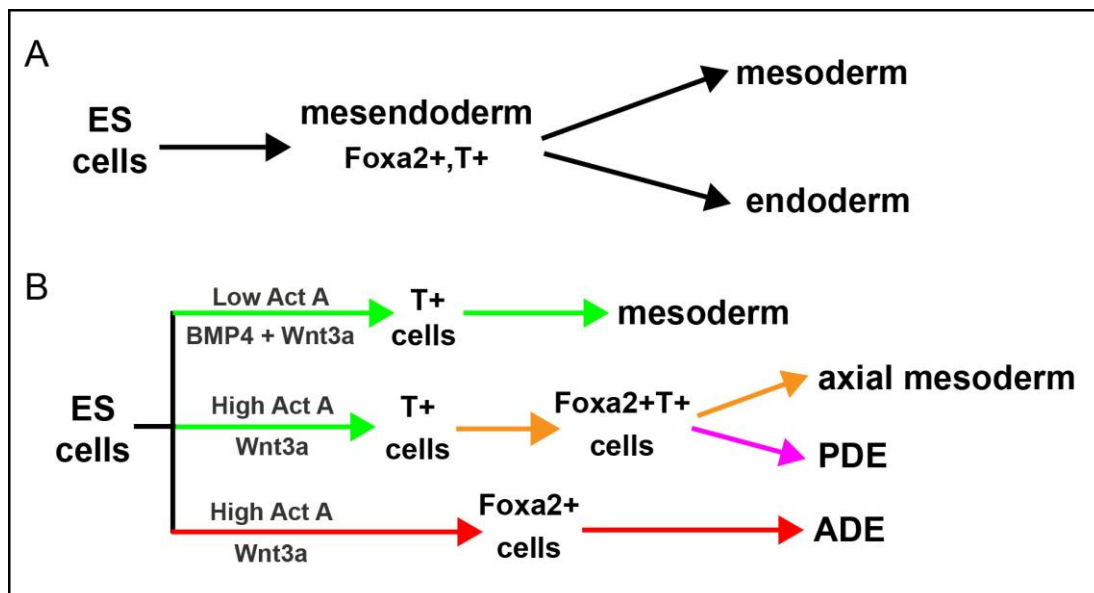 A
ES
cells
mesendoderm
Foxa2+,T+
mesoderm
endoderm
B
ES
cells
Low Act A
BMP4 + Wnt3a
T+
cells
mesoderm
High Act A
Wnt3a
T+
cells
Foxa2+T+
cells
axial mesoderm
PDE
High Act A
Wnt3a
Foxa2+
cells
ADE